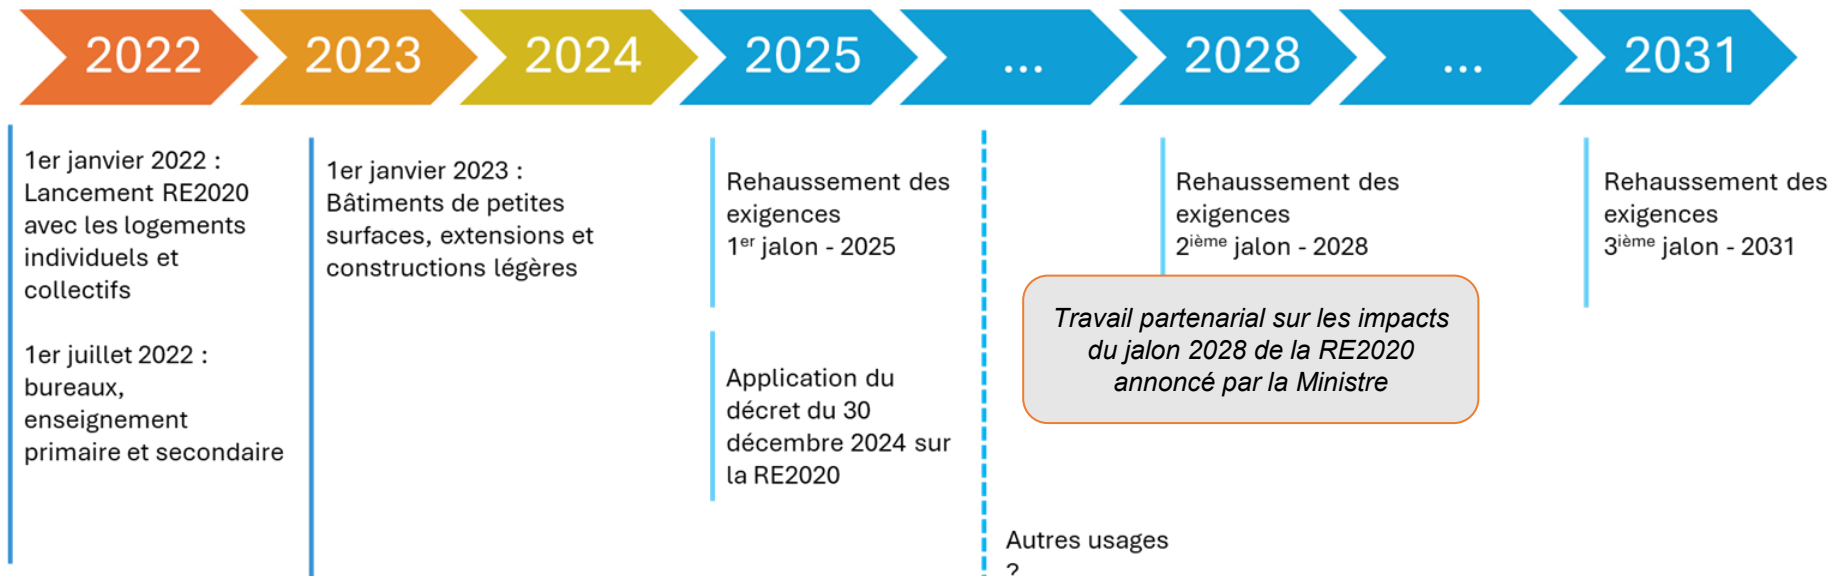 2022
2023
2024
2025
...
2028
...
2031
1er janvier 2022 :
Lancement RE2020
avec les logements
individuels et
collectifs
1er juillet 2022 :
bureaux,
enseignement
primaire et secondaire
1er janvier 2023 :
Bâtiments de petites
surfaces, extensions et
constructions légères
Rehaussement des
exigences
1er jalon - 2025
Application du
décret du 30
décembre 2024 sur
la RE2020
Autres usages
?
Rehaussement des
exigences
2ième jalon - 2028
Travail partenarial sur les impacts
du jalon 2028 de la RE2020
annoncé par la Ministre
Rehaussement des
exigences
3ième jalon - 2031